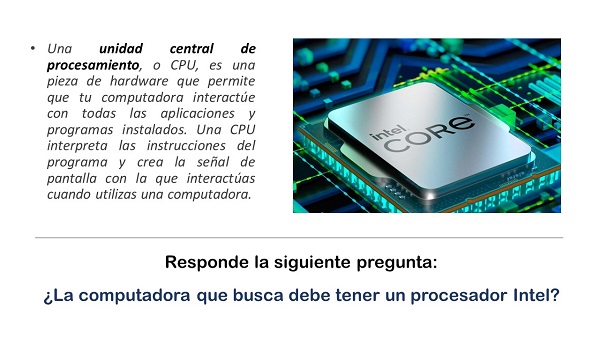 • Una unidad central de
procesamiento, o CPU, es una
pieza de hardware que permite
que tu computadora interactúe
con todas las aplicaciones y
programas instalados. Una CPU
interpreta las instrucciones del
programa y crea la señal de
pantalla con la que interactúas
cuando utilizas una computadora.
intel
CORE
Responde la siguiente pregunta:
¿La computadora que busca debe tener un procesador Intel?